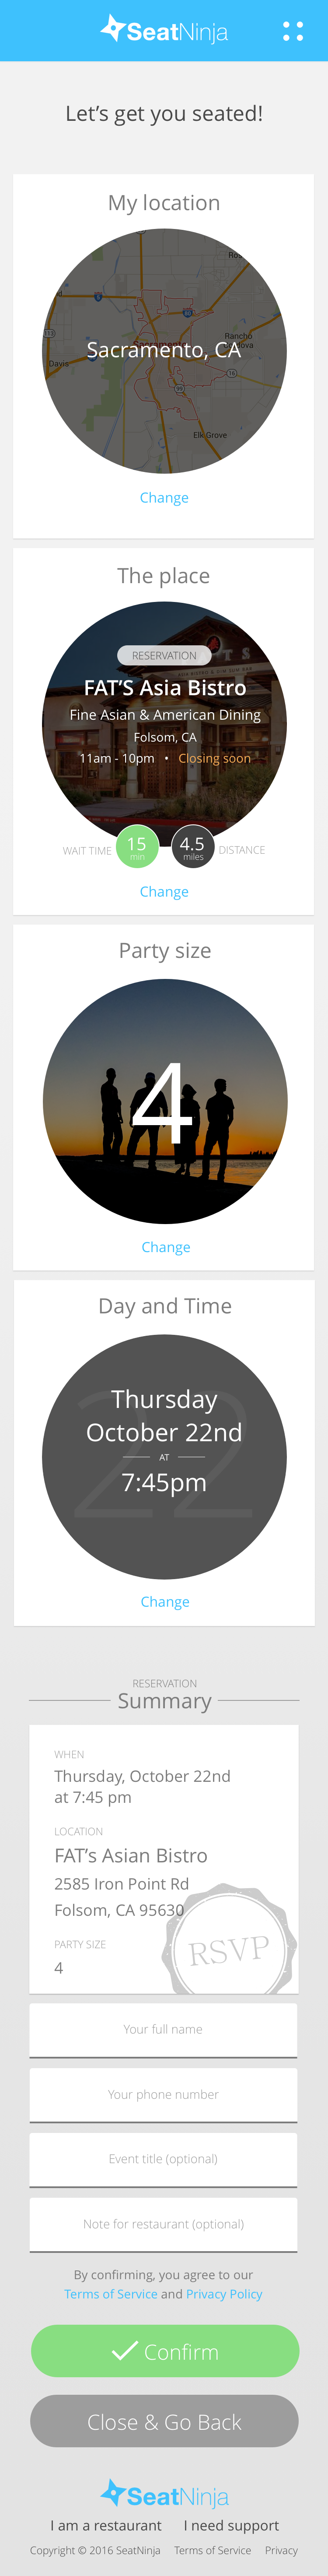 SeatNinja
Let's get you seated!
My location
Ros
Rancho
Cordova
Sacramento
Sacramento, CA
Davis
Elk Grove
Change
The place
RESERVATION
FAT'S Asia Bistro
Fine Asian & American Dining
Folsom, CA
11am - 10pm • Closing soon
WAIT TIME 15 min 4.5 miles DISTANCE
Change
Party size
4
Change
Day and Time
22
Thursday
October 22nd
AT
7:45pm
Change
RESERVATION
Summary
WHEN
Thursday, October 22nd
at 7:45 pm
LOCATION
FAT's Asian Bistro
2585 Iron Point Rd
Folsom, CA 95630
RSVP
PARTY SIZE
4
Your full name
Your phone number
Event title (optional)
Note for restaurant (optional)
By confirming, you agree to our
Terms of Service and Privacy Policy
Confirm
Close & Go Back
SeatNinja
I am a restaurant I need support
Copyright © 2016 SeatNinja Terms of Service Privacy